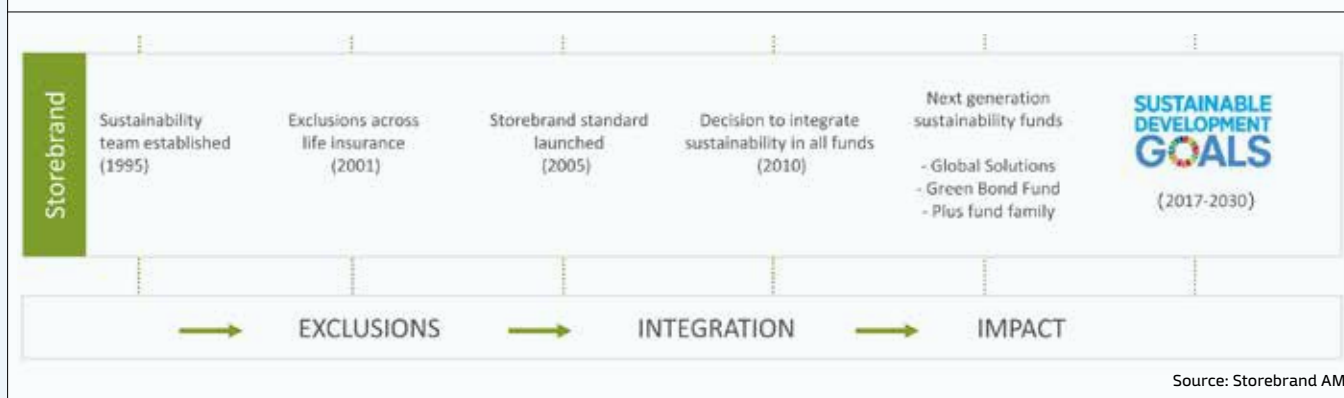 Storebrand
Sustainability
team established
(1995)
Exclusions across
life insurance
(2001)
Storebrand standard
launched
(2005)
Decision to integrate
sustainability in all funds
(2010)
Next generation
sustainability funds
- Global Solutions
- Green Bond Fund
- Plus fund family
SUSTAINABLE
DEVELOPMENT
GOALS
(2017-2030)
EXCLUSIONS
INTEGRATION
IMPACT
Source: Storebrand AM